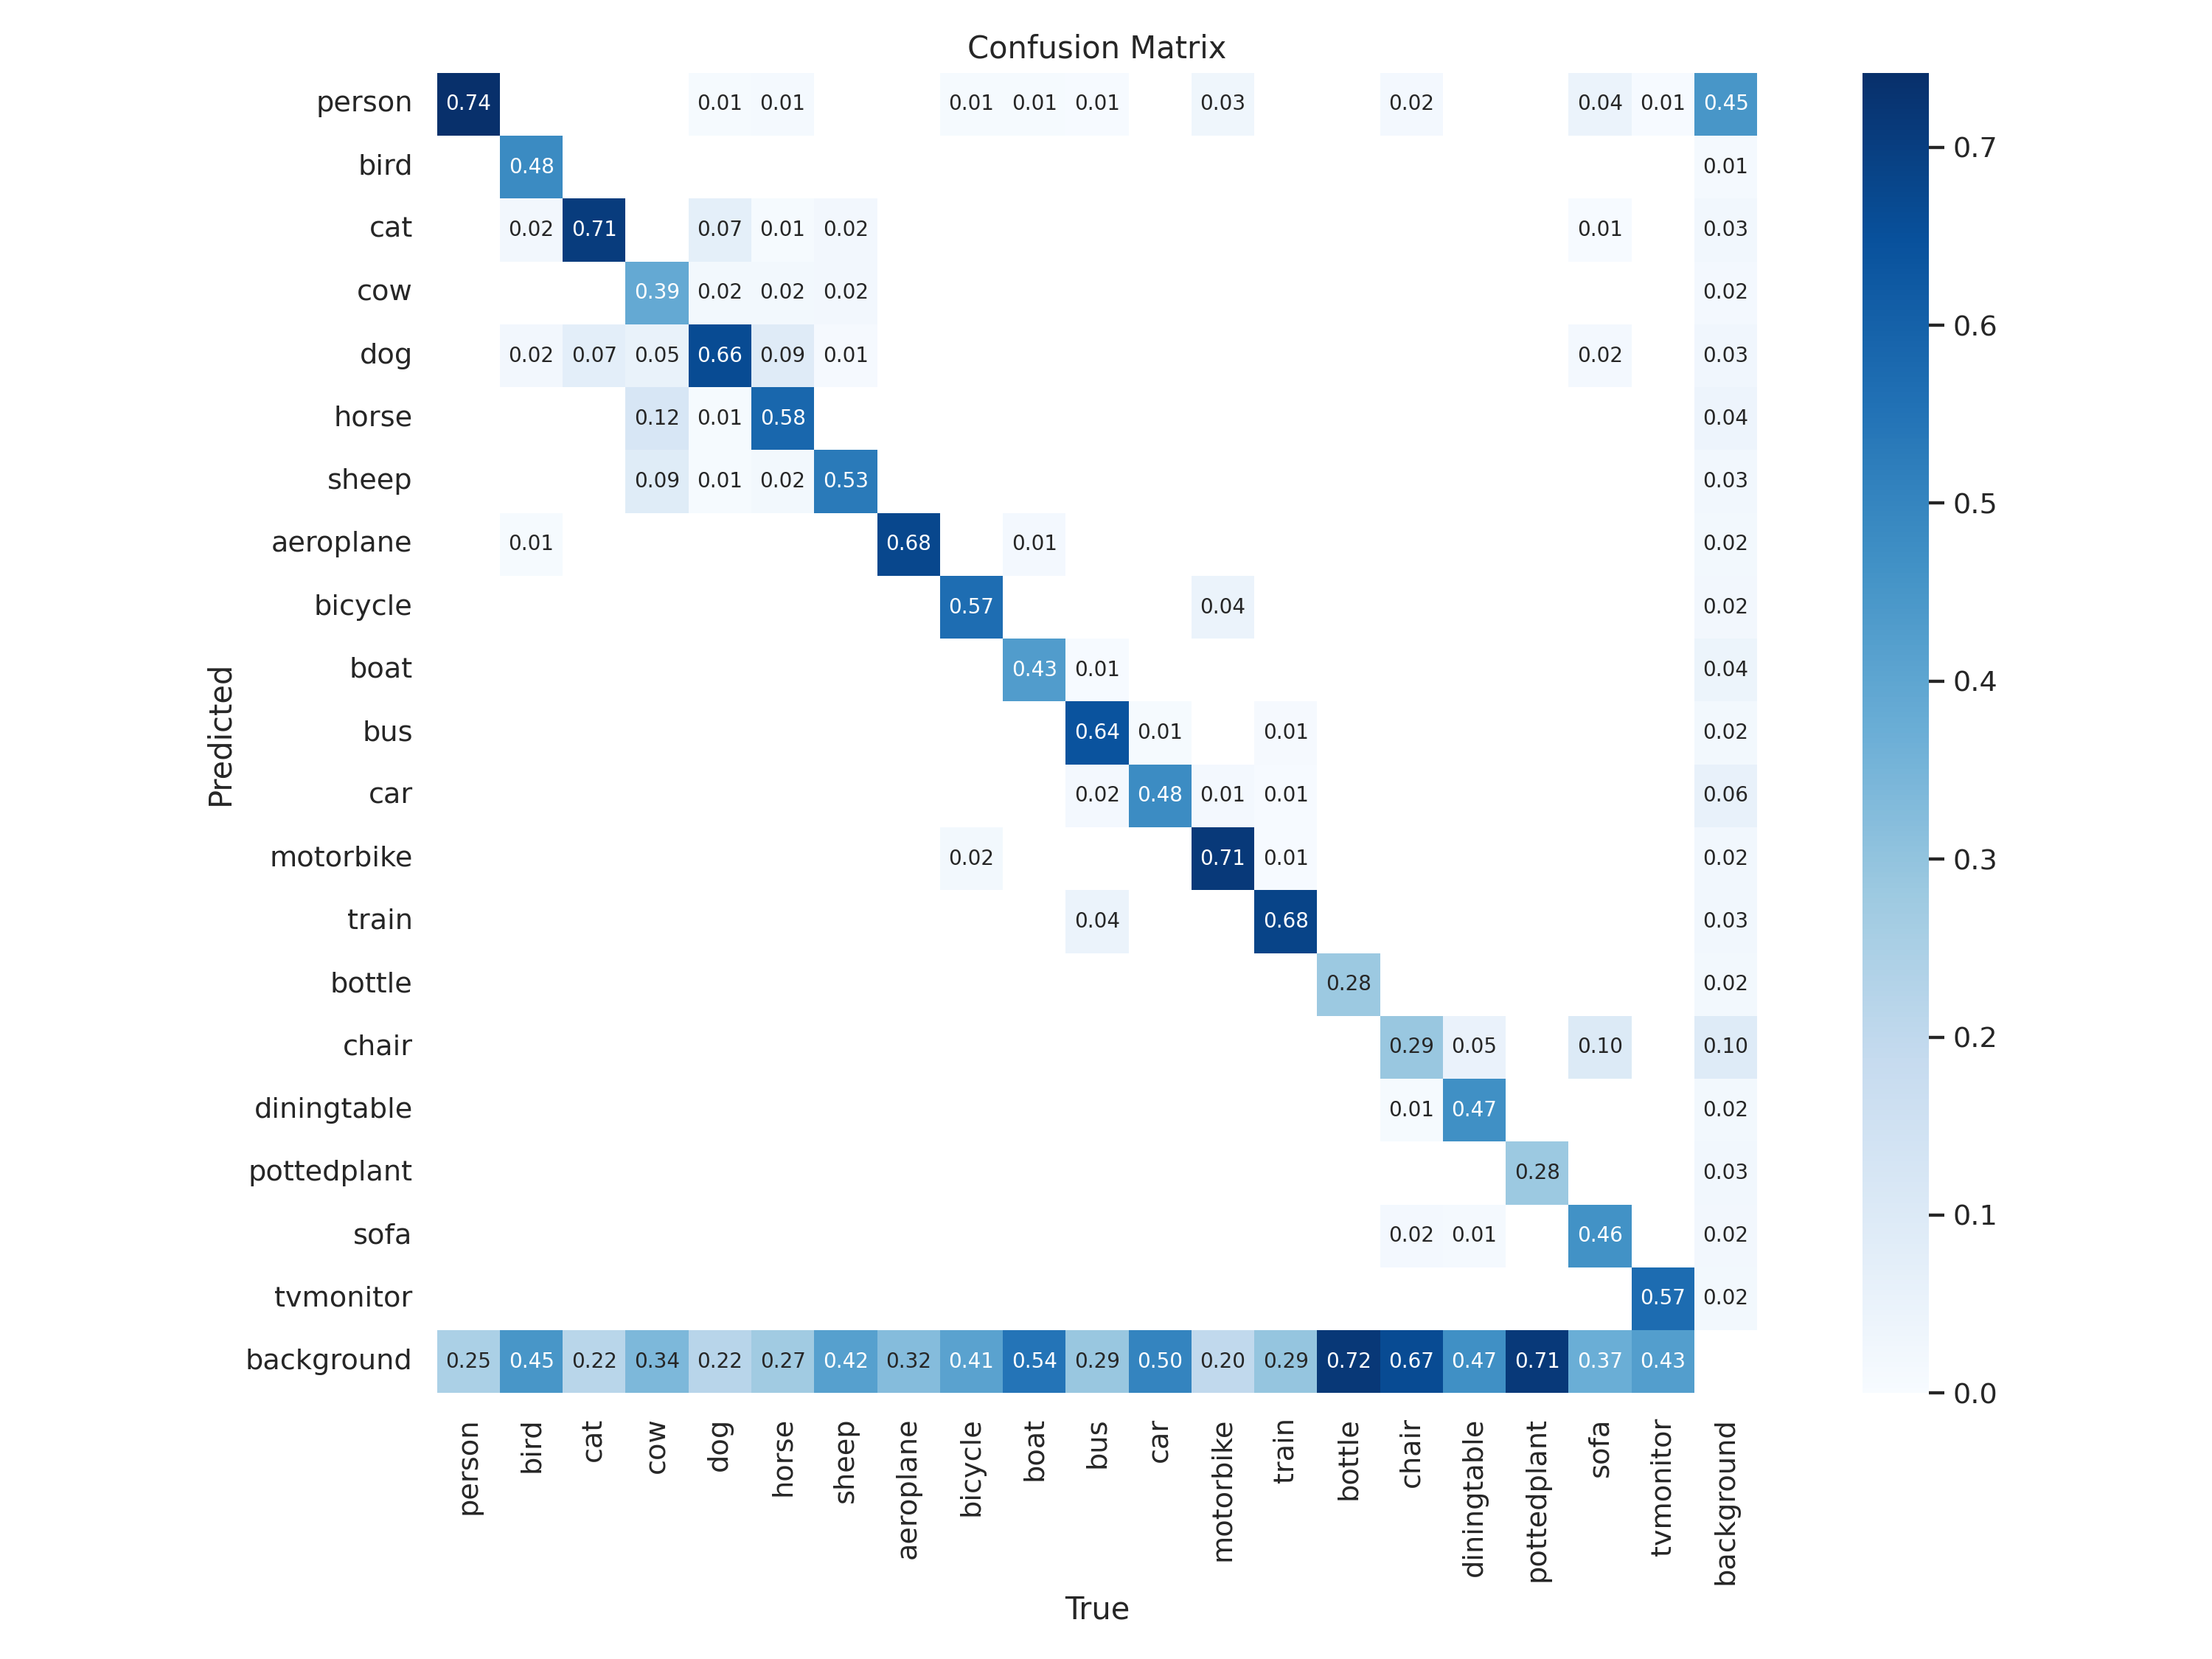 Confusion Matrix
person 0.74 0.01 0.01 0.01 0.01 0.01 0.03 0.02 0.04 0.01 0.45
bird 0.48 0.01
cat 0.02 0.71 0.07 0.01 0.02 0.01 0.03
cow 0.39 0.02 0.02 0.02 0.02
dog 0.02 0.07 0.05 0.66 0.09 0.01 0.02 0.03
horse 0.12 0.01 0.58 0.04
sheep 0.09 0.01 0.02 0.53 0.03
aeroplane 0.01 0.68 0.01 0.02
bicycle 0.57 0.04 0.02
boat 0.43 0.01 0.04
bus 0.64 0.01 0.01 0.02
car 0.02 0.48 0.01 0.01 0.06
motorbike 0.02 0.71 0.01 0.02
train 0.04 0.68 0.03
bottle 0.28 0.02
chair 0.29 0.05 0.10 0.10
diningtable 0.01 0.47 0.02
pottedplant 0.28 0.03
sofa 0.02 0.01 0.46 0.02
tvmonitor 0.57 0.02
background 0.25 0.45 0.22 0.34 0.22 0.27 0.42 0.32 0.41 0.54 0.29 0.50 0.20 0.29 0.72 0.67 0.47 0.71 0.37 0.43
Predicted
person bird cat cow dog horse sheep aeroplane bicycle boat bus car motorbike train bottle chair diningtable pottedplant sofa tvmonitor background
True
0.7
0.6
0.5
0.4
0.3
0.2
0.1
0.0